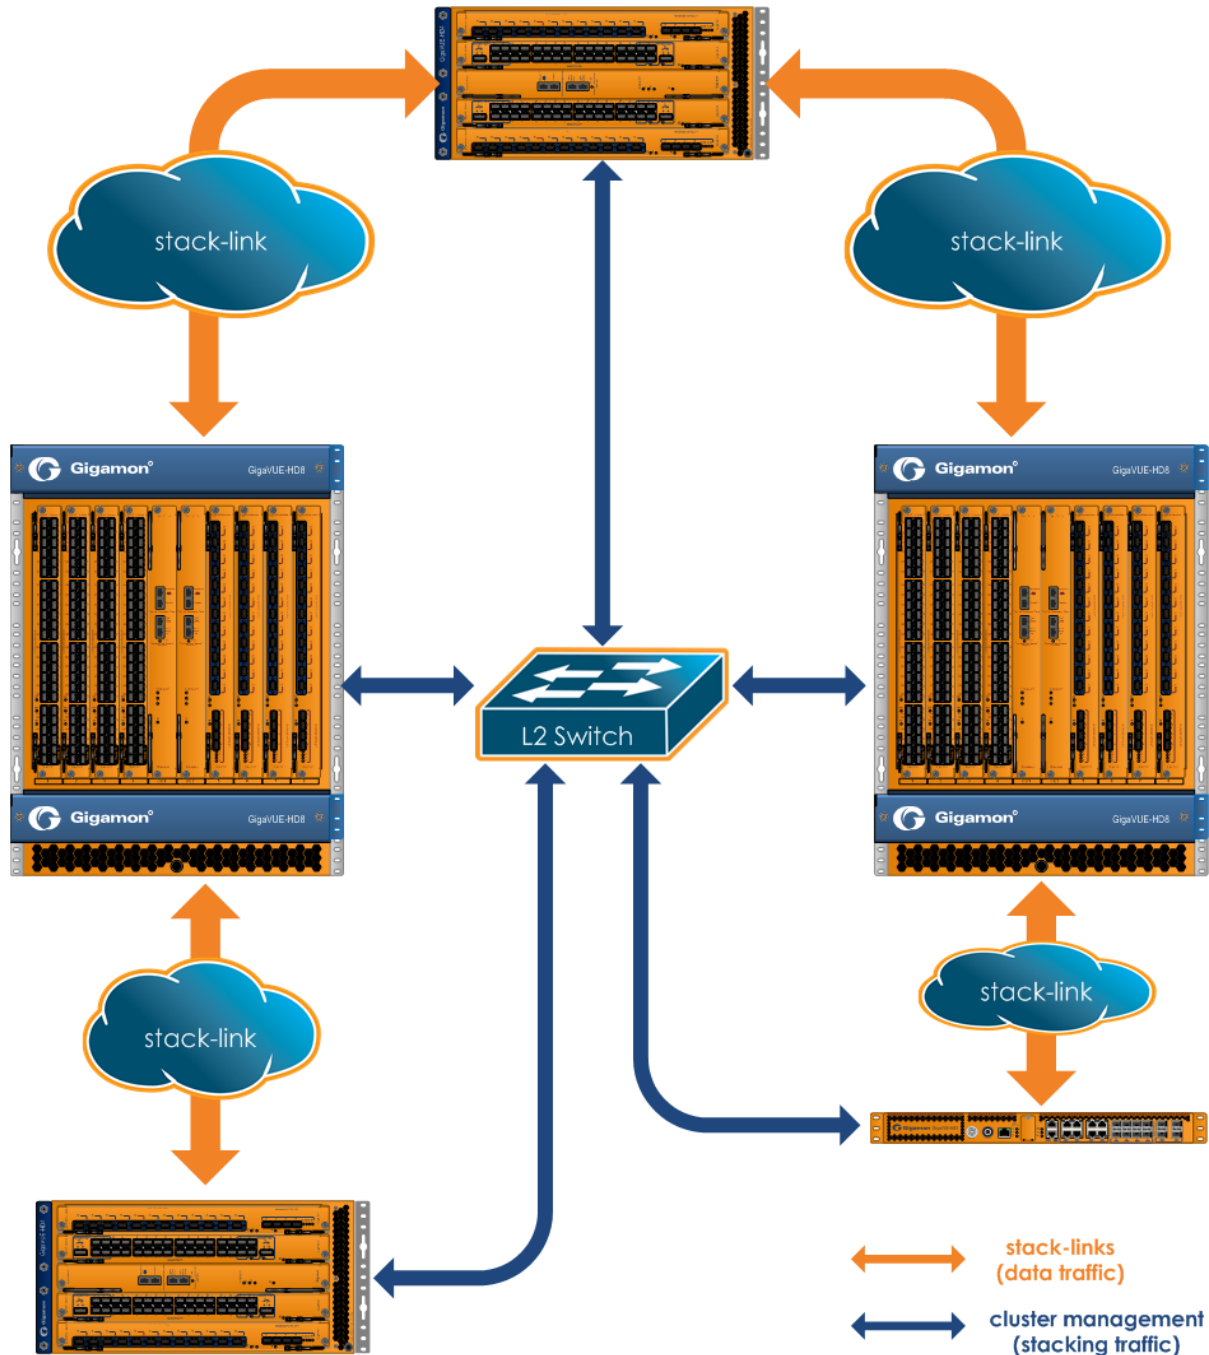 stack-link
stack-link
Gigamon
GigaVUE-HD8
Gigamon
GigaVUE-HD8
L2 Switch
Gigamon
GigaVUE-HD8
Gigamon
GigaVUE-HD8
stack-link
stack-link
Gigamon
stack-links
(data traffic)
cluster management
(stacking traffic)